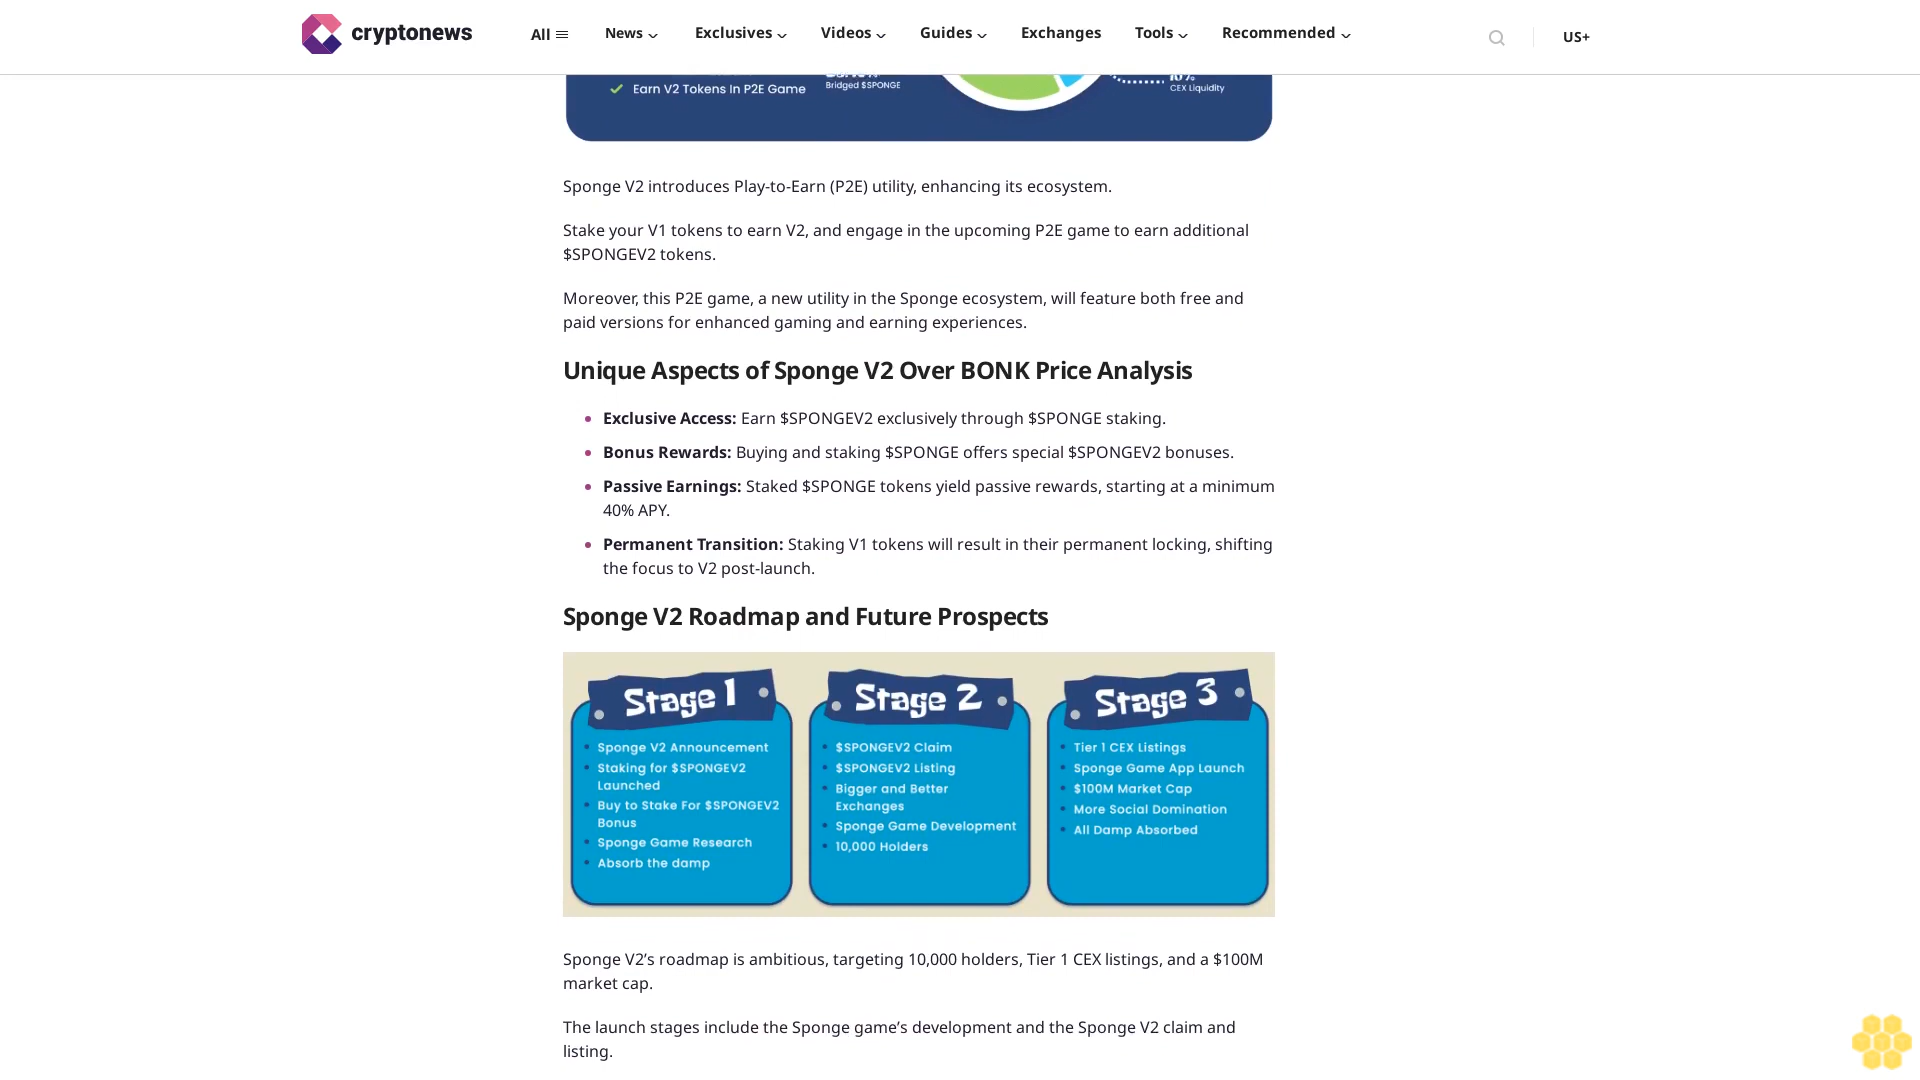 cryptonews
All
News
Exclusives
Videos
Guides
Exchanges
Tools
Recommended
US+
Earn V2 Tokens In P2E Game
Bridged $SPONGE
10%
CEX Liquidity
Sponge V2 introduces Play-to-Earn (P2E) utility, enhancing its ecosystem.
Stake your V1 tokens to earn V2, and engage in the upcoming P2E game to earn additional
$SPONGEV2 tokens.
Moreover, this P2E game, a new utility in the Sponge ecosystem, will feature both free and
paid versions for enhanced gaming and earning experiences.
Unique Aspects of Sponge V2 Over BONK Price Analysis
Exclusive Access: Earn $SPONGEV2 exclusively through $SPONGE staking.
Bonus Rewards: Buying and staking $SPONGE offers special $SPONGEV2 bonuses.
Passive Earnings: Staked $SPONGE tokens yield passive rewards, starting at a minimum
40% APY.
Permanent Transition: Staking V1 tokens will result in their permanent locking, shifting
the focus to V2 post-launch.
Sponge V2 Roadmap and Future Prospects
Stage 1
Sponge V2 Announcement
Staking for $SPONGEV2
Launched
Buy to Stake For $SPONGEV2
Bonus
Sponge Game Research
Absorb the damp
Stage 2
$SPONGEV2 Claim
$SPONGEV2 Listing
Bigger and Better
Exchanges
Sponge Game Development
10,000 Holders
Stage 3
Tier 1 CEX Listings
Sponge Game App Launch
$100M Market Cap
More Social Domination
All Damp Absorbed
Sponge V2’s roadmap is ambitious, targeting 10,000 holders, Tier 1 CEX listings, and a $100M
market cap.
The launch stages include the Sponge game’s development and the Sponge V2 claim and
listing.